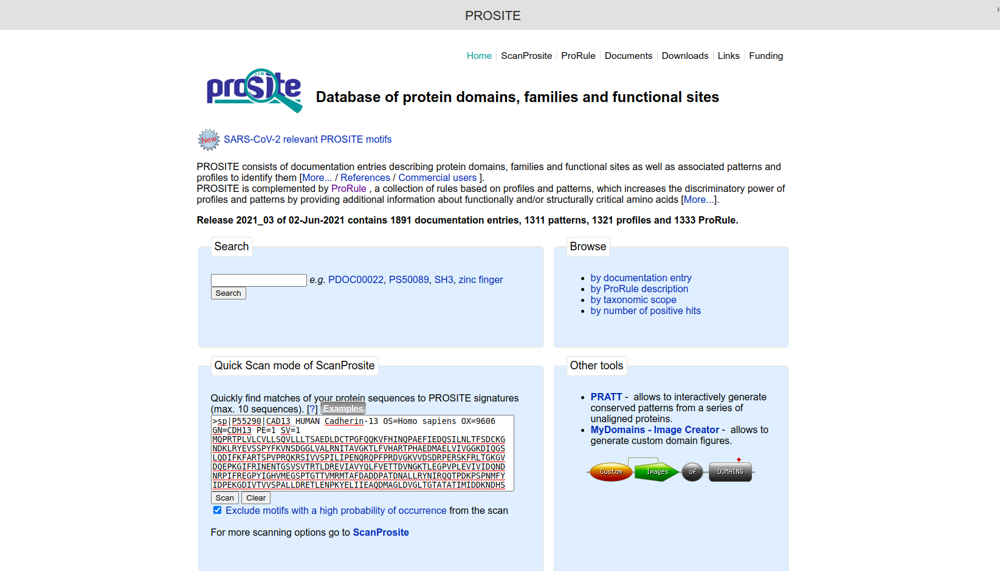 PROSITE
Home ScanProsite ProRule Documents Downloads Links Funding
SIB
prosite
Database of protein domains, families and functional sites
New SARS-CoV-2 relevant PROSITE motifs
PROSITE consists of documentation entries describing protein domains, families and functional sites as well as associated patterns and
profiles to identify them [More... / References / Commercial users ].
PROSITE is complemented by ProRule , a collection of rules based on profiles and patterns, which increases the discriminatory power of
profiles and patterns by providing additional information about functionally and/or structurally critical amino acids [More...].
Release 2021_03 of 02-Jun-2021 contains 1891 documentation entries, 1311 patterns, 1321 profiles and 1333 ProRule.
Search
e.g. PDOC00022, PS50089, SH3, zinc finger
Search
Browse
by documentation entry
by ProRule description
by taxonomic scope
by number of positive hits
Quick Scan mode of ScanProsite
Quickly find matches of your protein sequences to PROSITE signatures
(max. 10 sequences). [?] Examples
>sp|P55290|CAD13_HUMAN Cadherin-13 OS=Homo sapiens OX=9606
GN=CDH13 PE=1 SV=1
MQPRTPLVLCVLLSQVLLLTSAEDLDCTPGFQQKVFHINQPAEFIEDQSILNLTFSDCKG
NDKLRYEVSSPYFKVNSDGGLVALRNITAVGKTLFVHARTPHAEDMAELVIVGGKDIQGS
LQDIFKFARTSPVPRQKRSIVVSPILIPENQRQPFPRDVGKVVDSDRPERSKFRLTGKGV
DQEPKGIFRINENTGSVSVTRTLDREVIAVYQLFVETTDVNGKTLEGPVPLEVIVIDQND
NRPIFREGPYIGHVMEGSPTGTTVMRMTAFDADDPATDNALLRYNIRQQTPDKPSPNMFY
IDPEKGDIVTVVSPALLDRETLENPKYELIIEAQDMAGLDVGLTGTATATIMIDDKNDHS
Scan Clear
Exclude motifs with a high probability of occurrence from the scan
For more scanning options go to ScanProsite
Other tools
PRATT - allows to interactively generate
conserved patterns from a series of
unaligned proteins.
MyDomains - Image Creator - allows to
generate custom domain figures.
Custom Images of DOMAINS